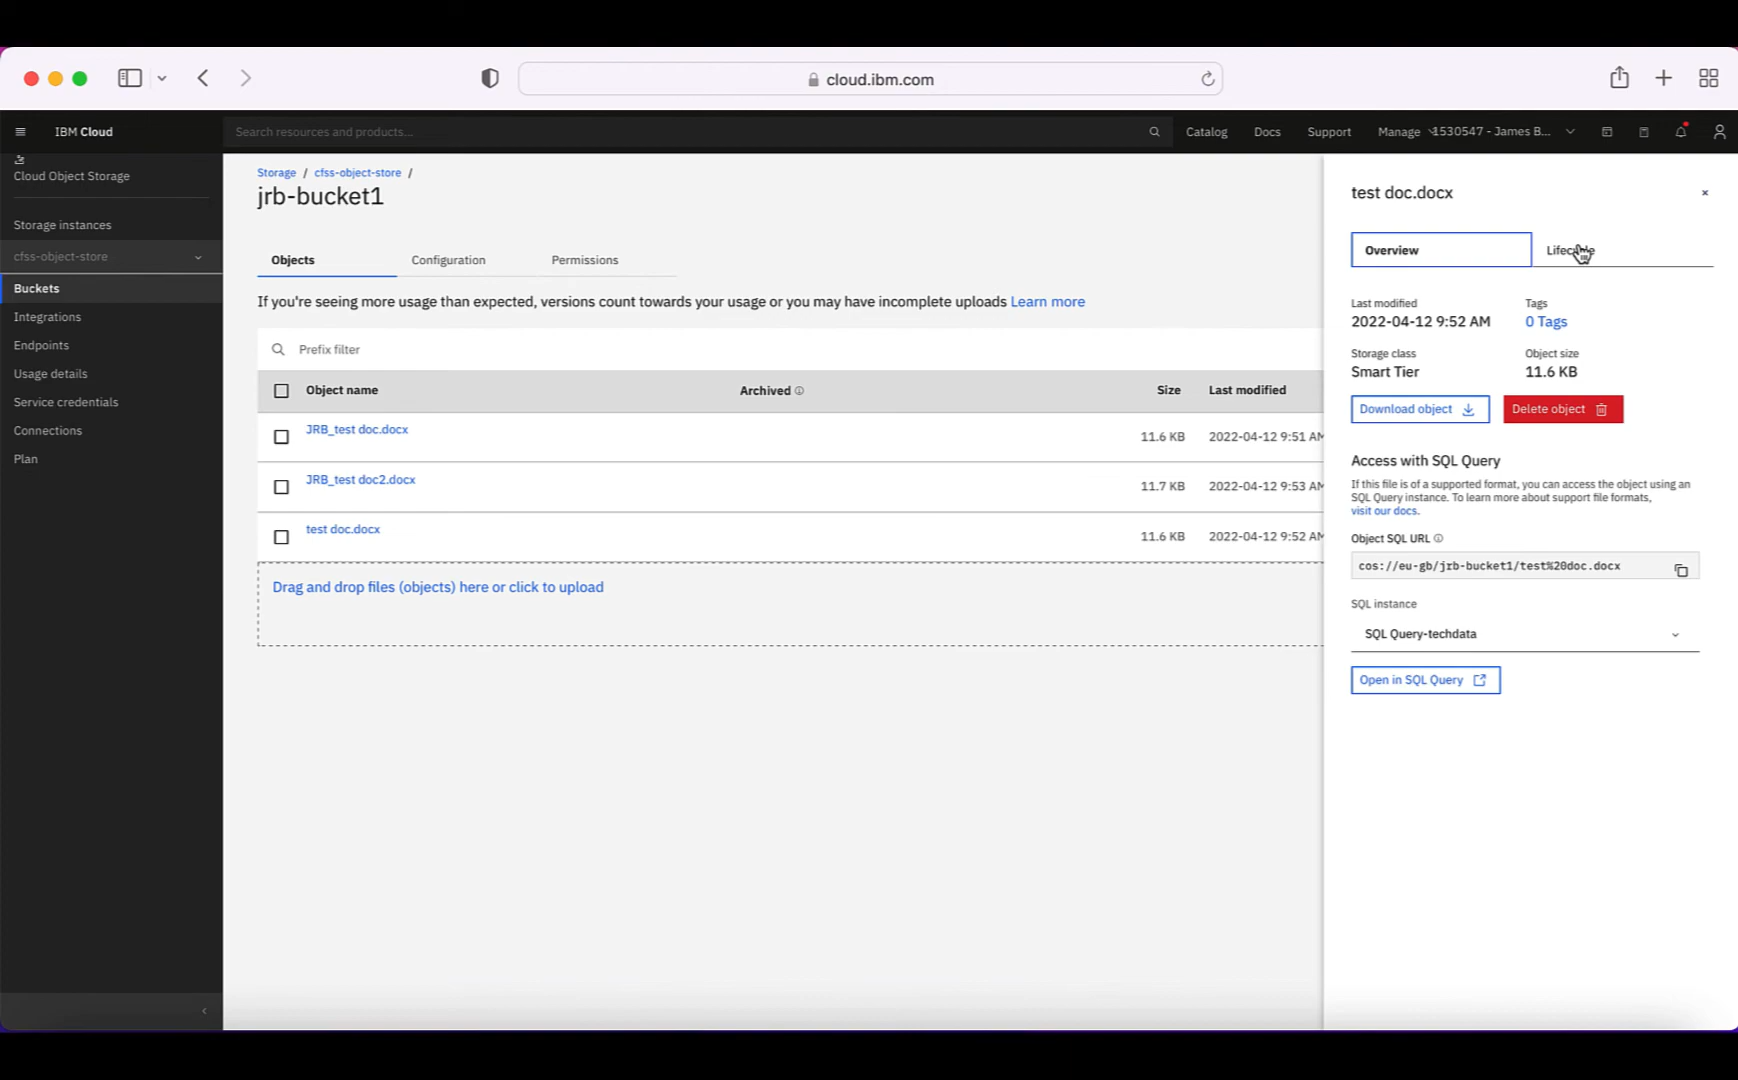 cloud.ibm.com
IBM Cloud
Search resources and products...
Catalog
Docs
Support
Manage
1530547 - James B...
Cloud Object Storage
Storage instances
cfss-object-store
Buckets
Integrations
Endpoints
Usage details
Service credentials
Connections
Plan
Storage / cfss-object-store /
jrb-bucket1
Objects
Configuration
Permissions
If you're seeing more usage than expected, versions count towards your usage or you may have incomplete uploads Learn more
Prefix filter
Object name
Archived
Size
Last modified
JRB_test doc.docx
11.6 KB
2022-04-12 9:51 AM
JRB_test doc2.docx
11.7 KB
2022-04-12 9:53 AM
test doc.docx
11.6 KB
2022-04-12 9:52 AM
Drag and drop files (objects) here or click to upload
test doc.docx
Overview
Last modified
2022-04-12 9:52 AM
Tags
0 Tags
Storage class
Smart Tier
Object size
11.6 KB
Download object
Delete object
Access with SQL Query
If this file is of a supported format, you can access the object using an
SQL Query instance. To learn more about support file formats,
visit our docs.
Object SQL URL
cos://eu-gb/jrb-bucket1/test%20doc.docx
SQL instance
SQL Query-techdata
Open in SQL Query